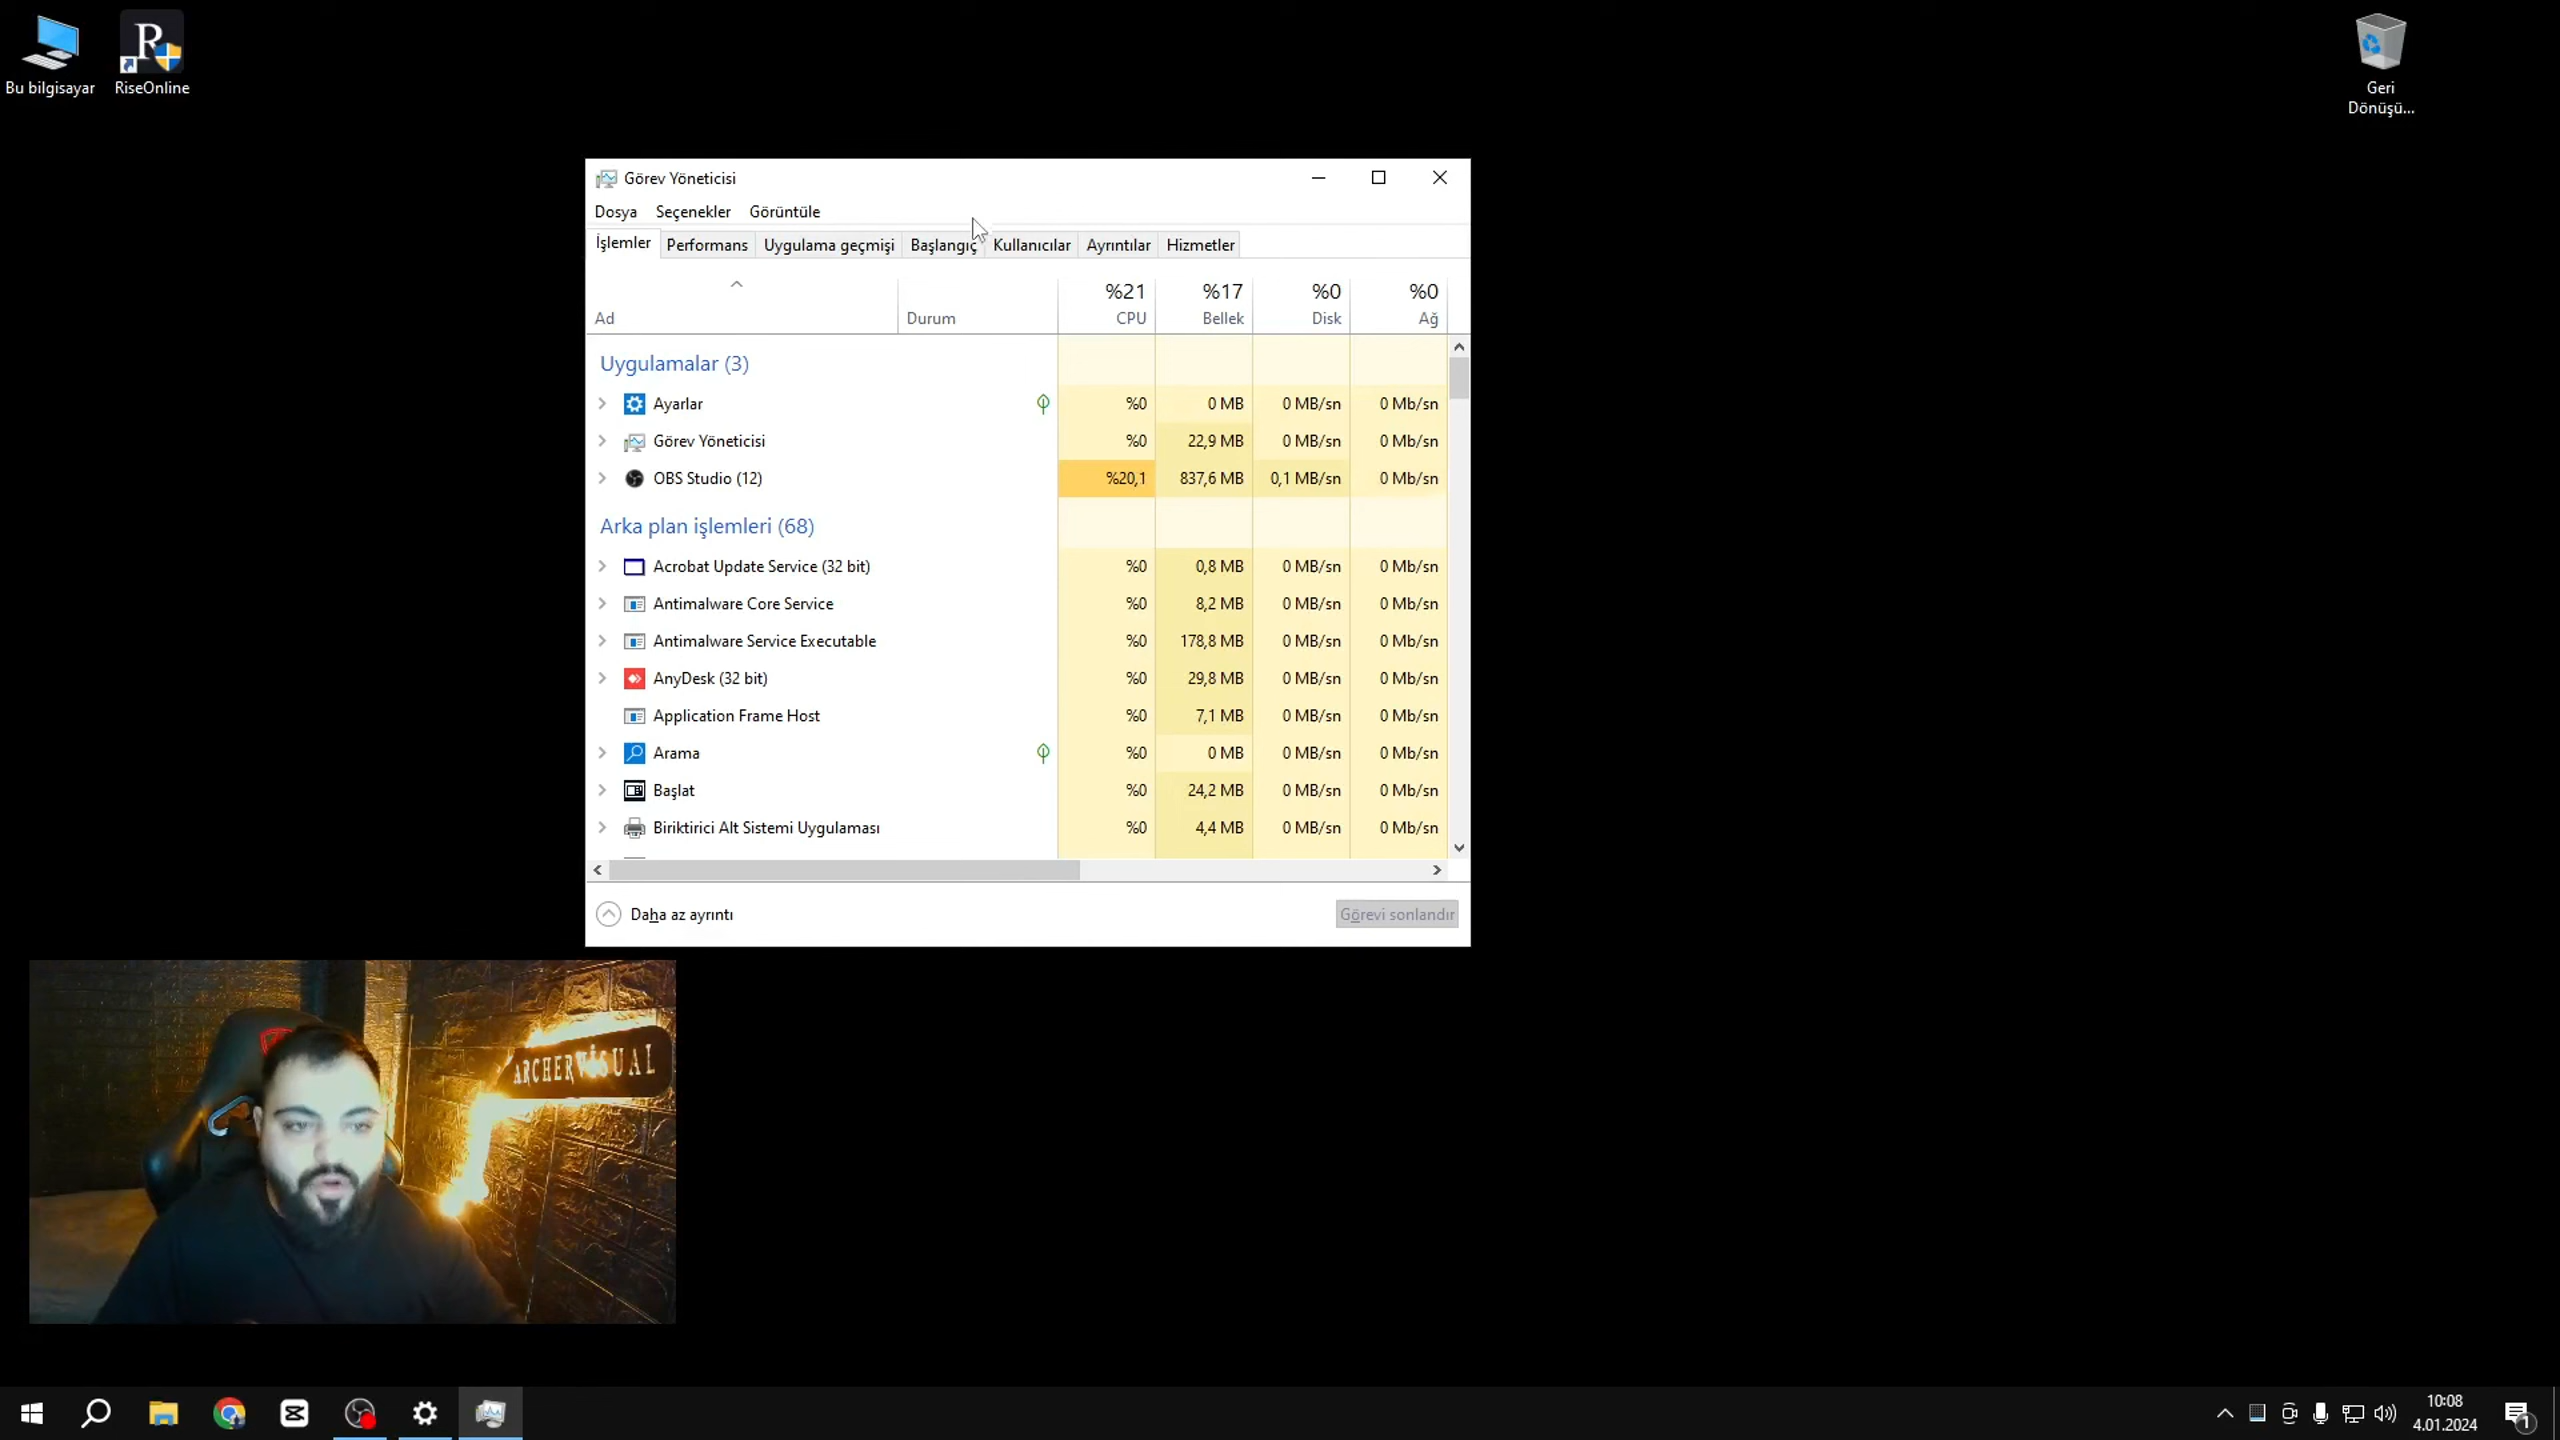 Bu bilgisayar
RiseOnline
Geri
Dönüşü...
Görev Yöneticisi
Dosya Seçenekler Görüntüle
İşlemler Performans Uygulama geçmişi Başlangıç Kullanıcılar Ayrıntılar Hizmetler
%21 %17 %0 %0
Ad Durum CPU Bellek Disk Ağ
Uygulamalar (3)
Ayarlar %0 0 MB 0 MB/sn 0 Mb/sn
Görev Yöneticisi %0 22,9 MB 0 MB/sn 0 Mb/sn
OBS Studio (12) %20,1 837,6 MB 0,1 MB/sn 0 Mb/sn
Arka plan işlemleri (68)
Acrobat Update Service (32 bit) %0 0,8 MB 0 MB/sn 0 Mb/sn
Antimalware Core Service %0 8,2 MB 0 MB/sn 0 Mb/sn
Antimalware Service Executable %0 178,8 MB 0 MB/sn 0 Mb/sn
AnyDesk (32 bit) %0 29,8 MB 0 MB/sn 0 Mb/sn
Application Frame Host %0 7,1 MB 0 MB/sn 0 Mb/sn
Arama %0 0 MB 0 MB/sn 0 Mb/sn
Başlat %0 24,2 MB 0 MB/sn 0 Mb/sn
Biriktirici Alt Sistemi Uygulaması %0 4,4 MB 0 MB/sn 0 Mb/sn
Daha az ayrıntı Görevi sonlandır
ARCHERVİSUAL
10:08
4.01.2024
1